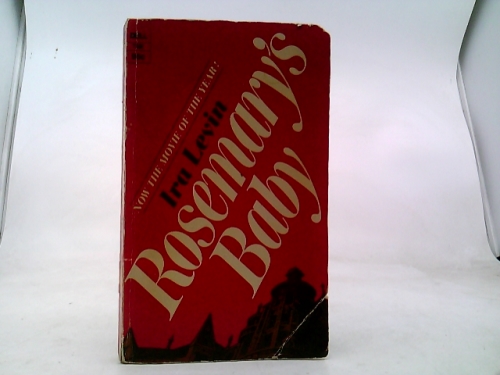 NOW THE MOVIE OF THE YEAR!
Ira Levin
Rosemary's
Baby